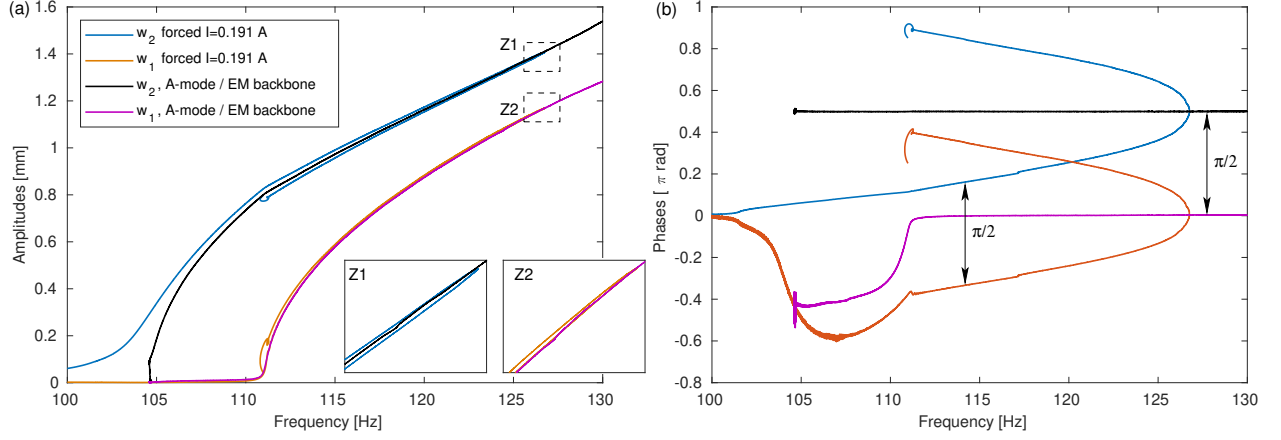 (a)
1.6
1.4
1.2
1
0.8
0.6
0.4
0.2
0
Amplitudes [mm]
w2 forced I=0.191 A
w1 forced I=0.191 A
w2, A-mode / EM backbone
w1, A-mode / EM backbone
Z1
Z2
Z1
Z2
100 105 110 115 120 125 130
Frequency [Hz]
(b)
1
0.8
0.6
0.4
0.2
0
-0.2
-0.4
-0.6
-0.8
Phases [ π rad]
π/2
π/2
100 105 110 115 120 125 130
Frequency [Hz]